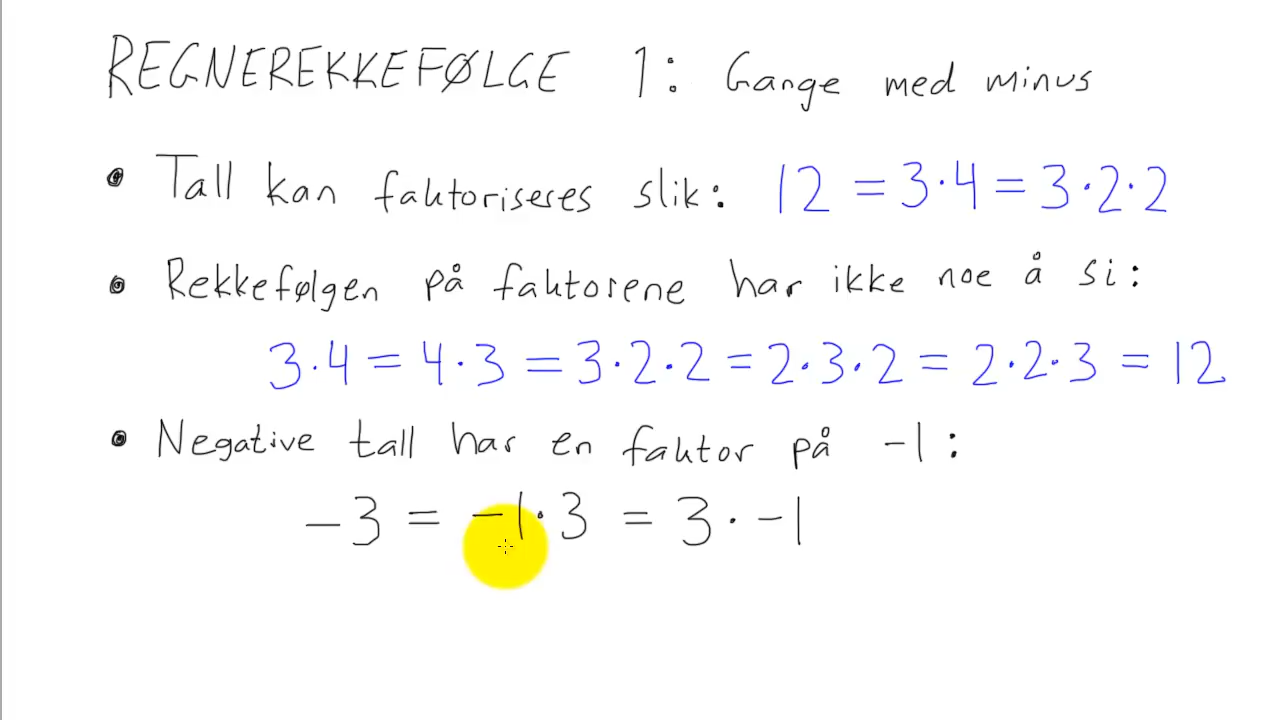 REGNEREKKEFØLGE 1: Gange med minus
• Tall kan faktoriseres slik: 12 = 3·4 = 3·2·2
• Rekkefølgen på faktorene har ikke noe å si:
3·4 = 4·3 = 3·2·2 = 2·3·2 = 2·2·3 = 12
• Negative tall har en faktor på -1:
-3 = -1·3 = 3·-1